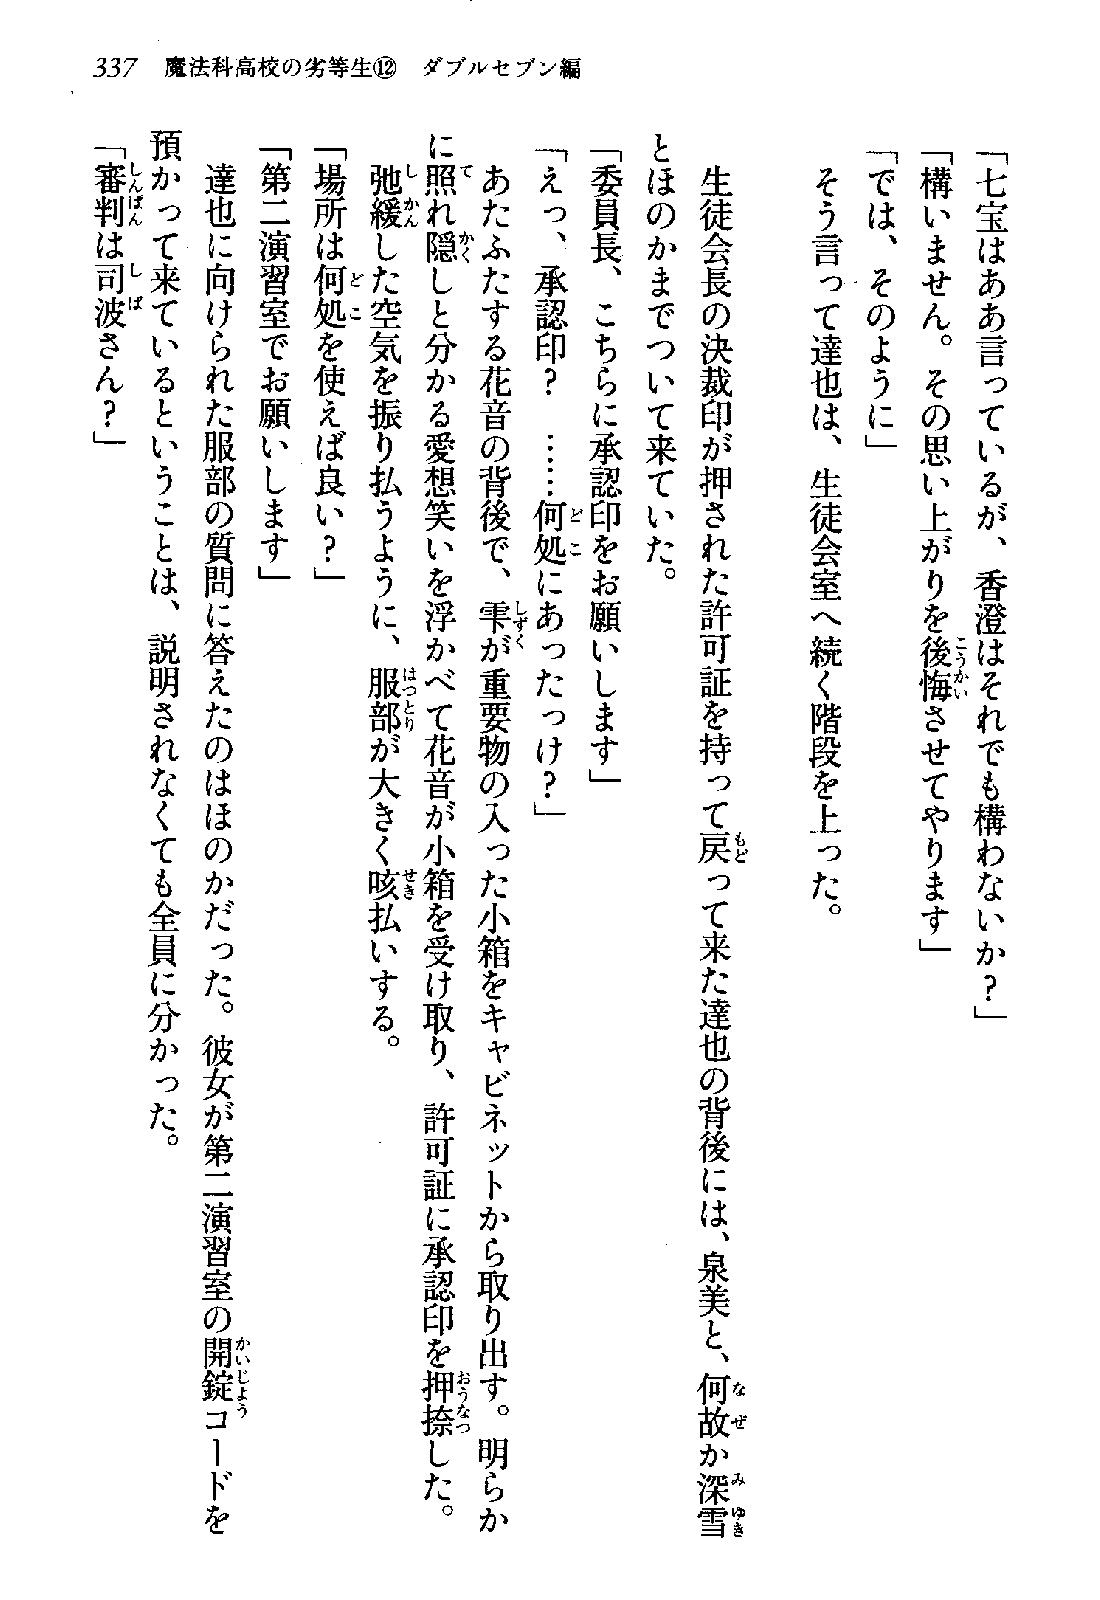 337　魔法科高校の劣等生⑫　ダブルセブン編
「七宝はああ言っているが、香澄はそれでも構わないか？」
「構いません。その思い上がりを後悔させてやります」
「では、そのように」
そう言って達也は、生徒会室へ続く階段を上った。
生徒会長の決裁印が押された許可証を持って戻って来た達也の背後には、泉美と、何故か深雪
とほのかまでついて来ていた。
「委員長、こちらに承認印をお願いします」
「えっ、承認印？　……何処にあったっけ？」
あたふたする花音の背後で、雫が重要物の入った小箱をキャビネットから取り出す。明らか
に照れ隠しと分かる愛想笑いを浮かべて花音が小箱を受け取り、許可証に承認印を押捺した。
弛緩した空気を振り払うように、服部が大きく咳払いする。
「場所は何処を使えば良い？」
「第二演習室でお願いします」
達也に向けられた服部の質問に答えたのはほのかだった。彼女が第二演習室の開錠コードを
預かって来ているということは、説明されなくても全員に分かった。
「審判は司波さん？」